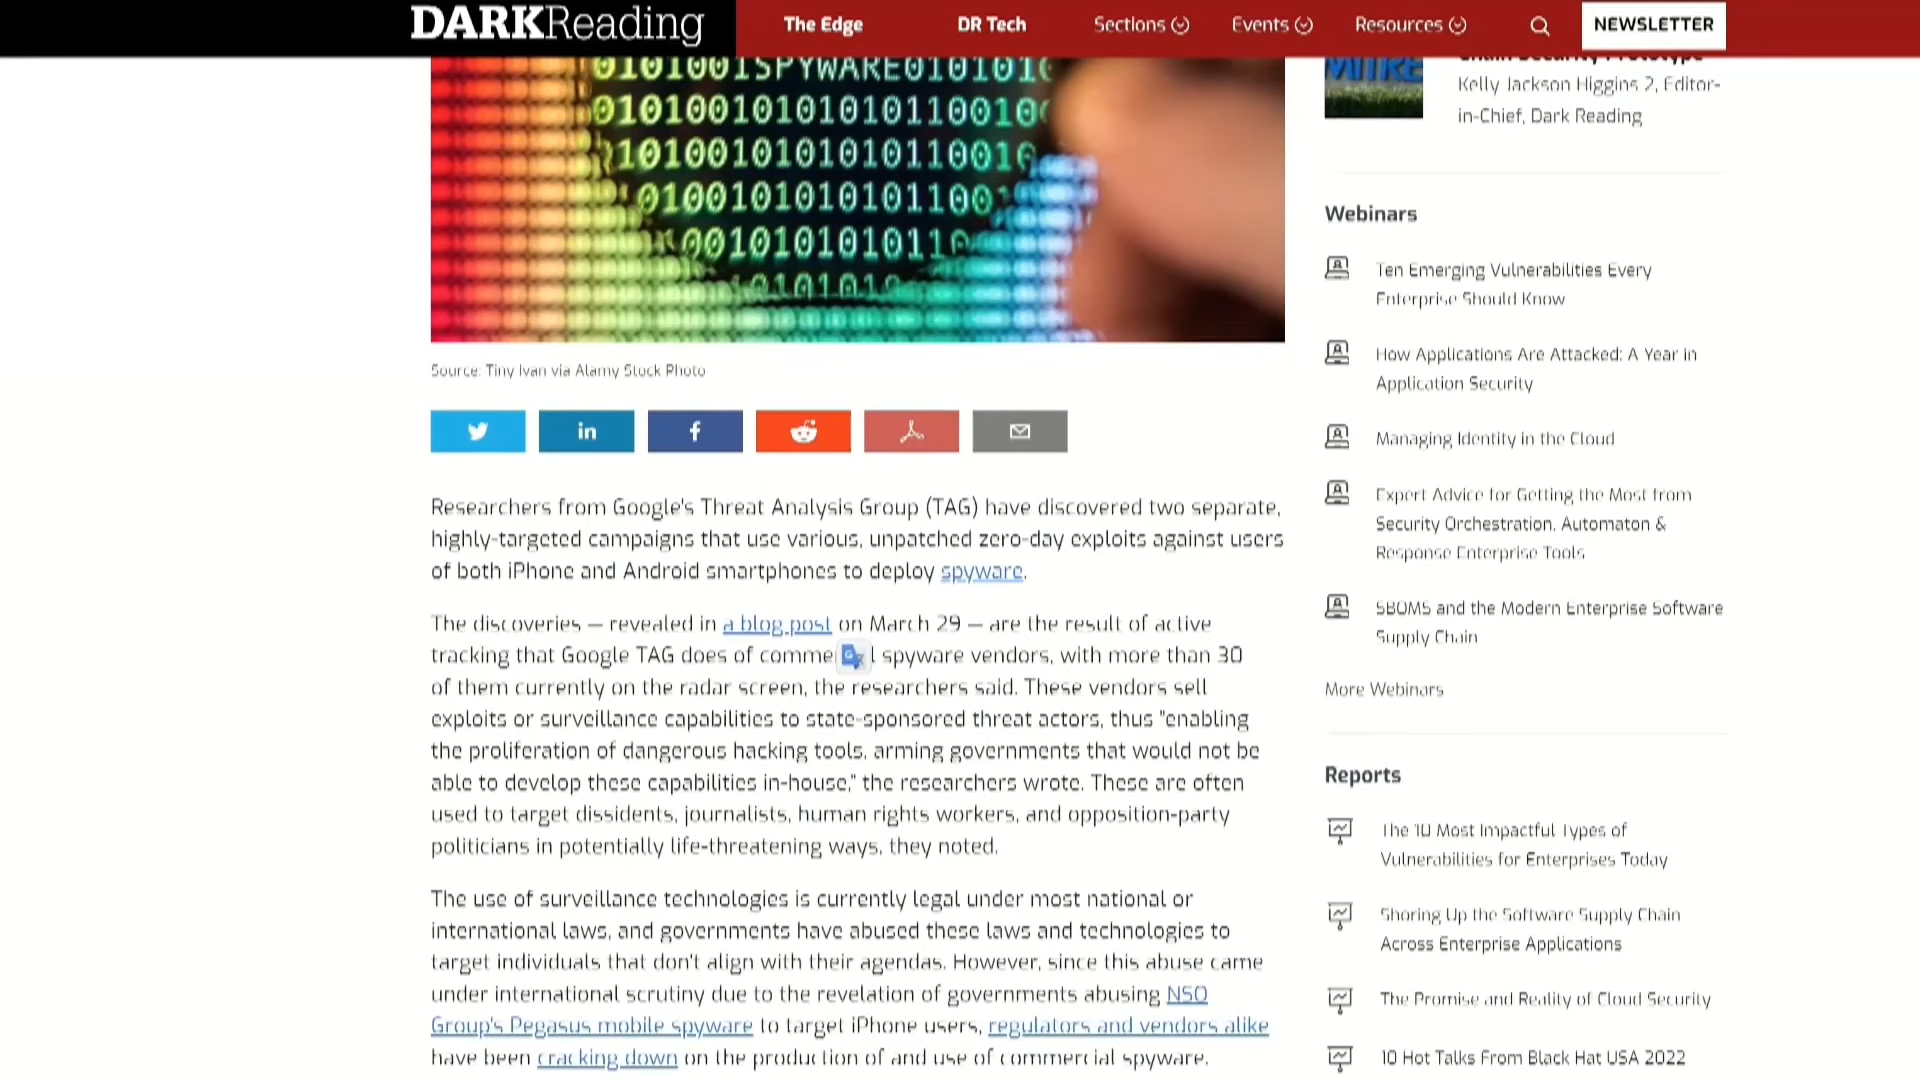 DARKReading
The Edge
DR Tech
Sections
Events
Resources
NEWSLETTER
0101001SPYWARE010101
Kelly Jackson Higgins 2, Editor-
in-Chief, Dark Reading
Source: Tiny Ivan via Alamy Stock Photo
in
f
Researchers from Google's Threat Analysis Group (TAG) have discovered two separate,
highly-targeted campaigns that use various, unpatched zero-day exploits against users
of both iPhone and Android smartphones to deploy spyware.
The discoveries — revealed in a blog post on March 29 — are the result of active
tracking that Google TAG does of comme l spyware vendors, with more than 30
of them currently on the radar screen, the researchers said. These vendors sell
exploits or surveillance capabilities to state-sponsored threat actors, thus "enabling
the proliferation of dangerous hacking tools, arming governments that would not be
able to develop these capabilities in-house," the researchers wrote. These are often
used to target dissidents, journalists, human rights workers, and opposition-party
politicians in potentially life-threatening ways, they noted.
The use of surveillance technologies is currently legal under most national or
international laws, and governments have abused these laws and technologies to
target individuals that don't align with their agendas. However, since this abuse came
under international scrutiny due to the revelation of governments abusing NSO
Group's Pegasus mobile spyware to target iPhone users, regulators and vendors alike
have been cracking down on the production of and use of commercial spyware.
Webinars
Ten Emerging Vulnerabilities Every
Enterprise Should Know
How Applications Are Attacked: A Year in
Application Security
Managing Identity in the Cloud
Expert Advice for Getting the Most from
Security Orchestration, Automaton &
Response Enterprise Tools
SBOMS and the Modern Enterprise Software
Supply Chain
More Webinars
Reports
The 10 Most Impactful Types of
Vulnerabilities for Enterprises Today
Shoring Up the Software Supply Chain
Across Enterprise Applications
The Promise and Reality of Cloud Security
10 Hot Talks From Black Hat USA 2022